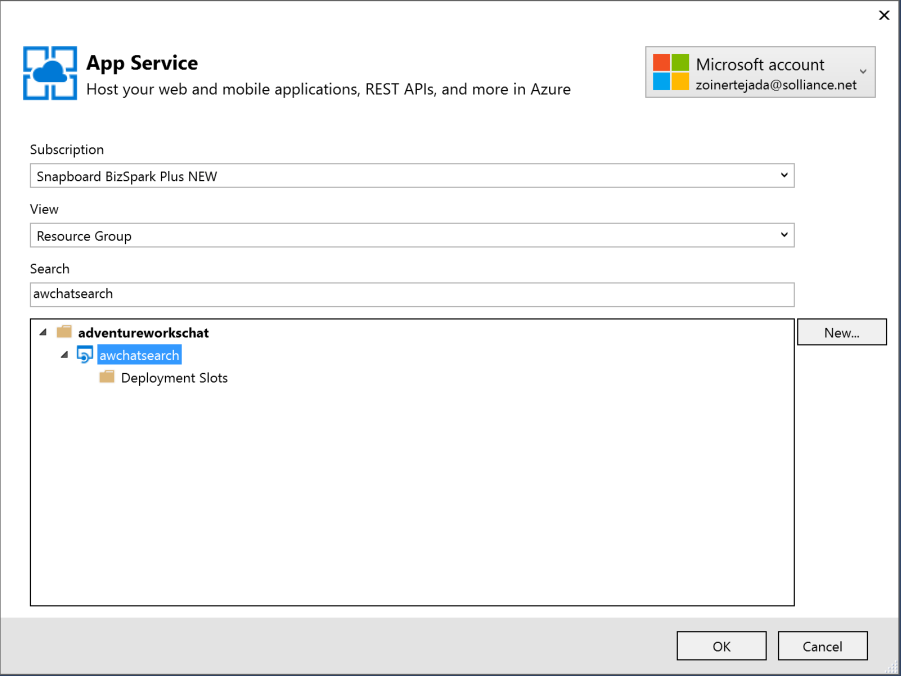 App Service
Host your web and mobile applications, REST APIs, and more in Azure
Microsoft account
zoinertejada@solliance.net
Subscription
Snapboard BizSpark Plus NEW
View
Resource Group
Search
awchatsearch
adventureworkschat
New...
awchatsearch
Deployment Slots
OK
Cancel